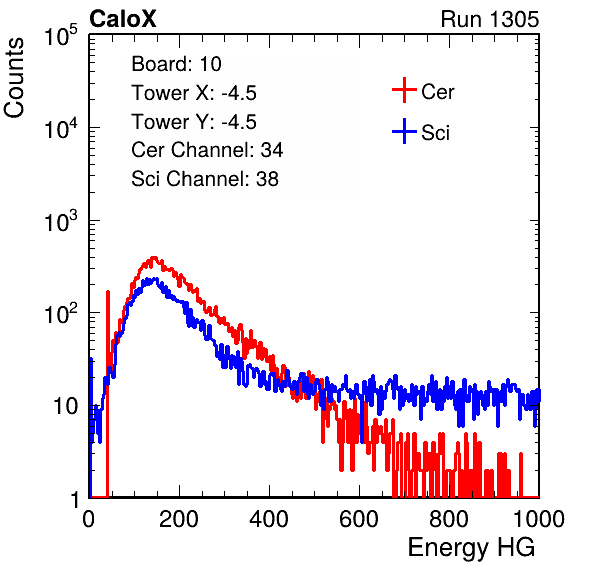 CaloX Run 1305
Counts
10^5
10^4
10^3
10^2
10
1
Board: 10
Tower X: -4.5
Tower Y: -4.5
Cer Channel: 34
Sci Channel: 38
Cer
Sci
0 200 400 600 800 1000
Energy HG